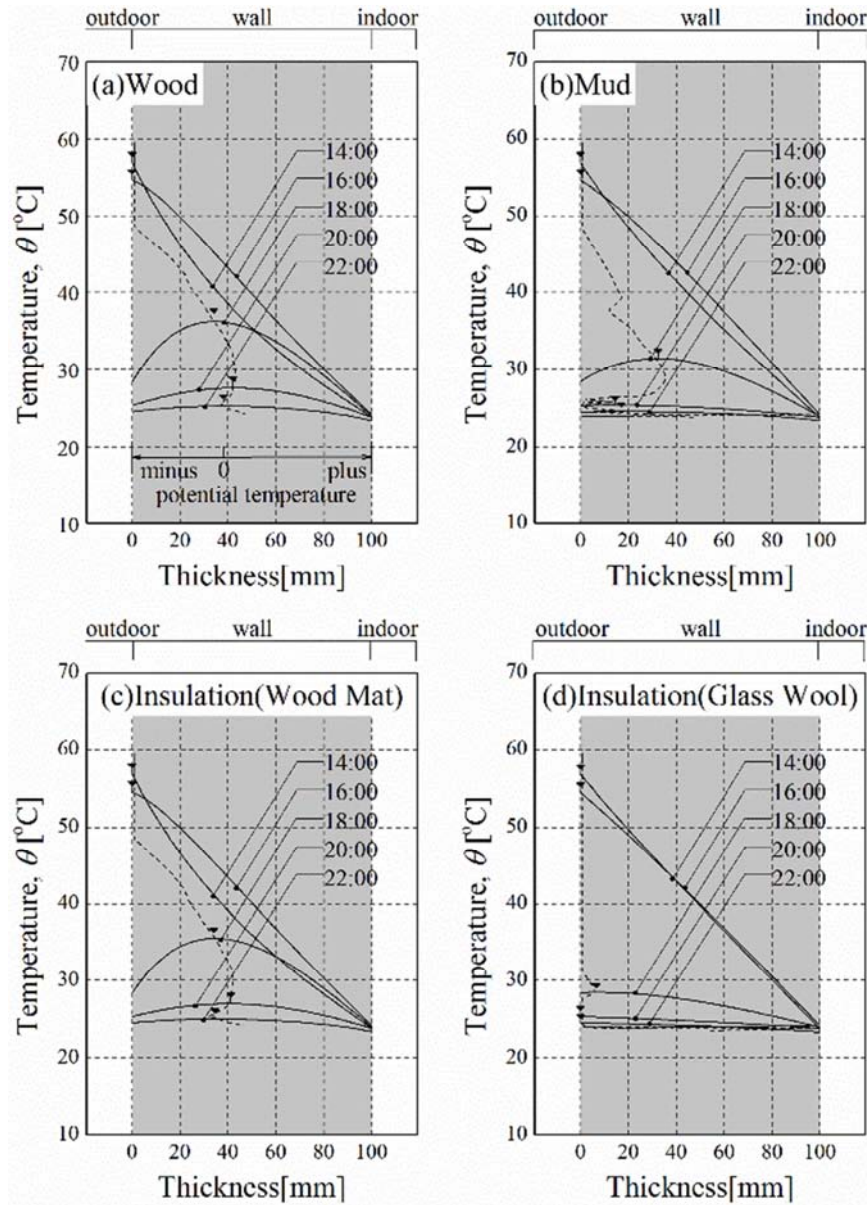 outdoor wall indoor
(a)Wood
70
60
50
40
30
20
10
Temperature, θ [°C]
14:00
16:00
18:00
20:00
22:00
minus 0 plus
potential temperature
0 20 40 60 80 100
Thickness[mm]
outdoor wall indoor
(b)Mud
70
60
50
40
30
20
10
Temperature, θ [°C]
14:00
16:00
18:00
20:00
22:00
0 20 40 60 80 100
Thickness[mm]
outdoor wall indoor
(c)Insulation(Wood Mat)
70
60
50
40
30
20
10
Temperature, θ [°C]
14:00
16:00
18:00
20:00
22:00
0 20 40 60 80 100
Thickness[mm]
outdoor wall indoor
(d)Insulation(Glass Wool)
70
60
50
40
30
20
10
Temperature, θ [°C]
14:00
16:00
18:00
20:00
22:00
0 20 40 60 80 100
Thickness[mm]